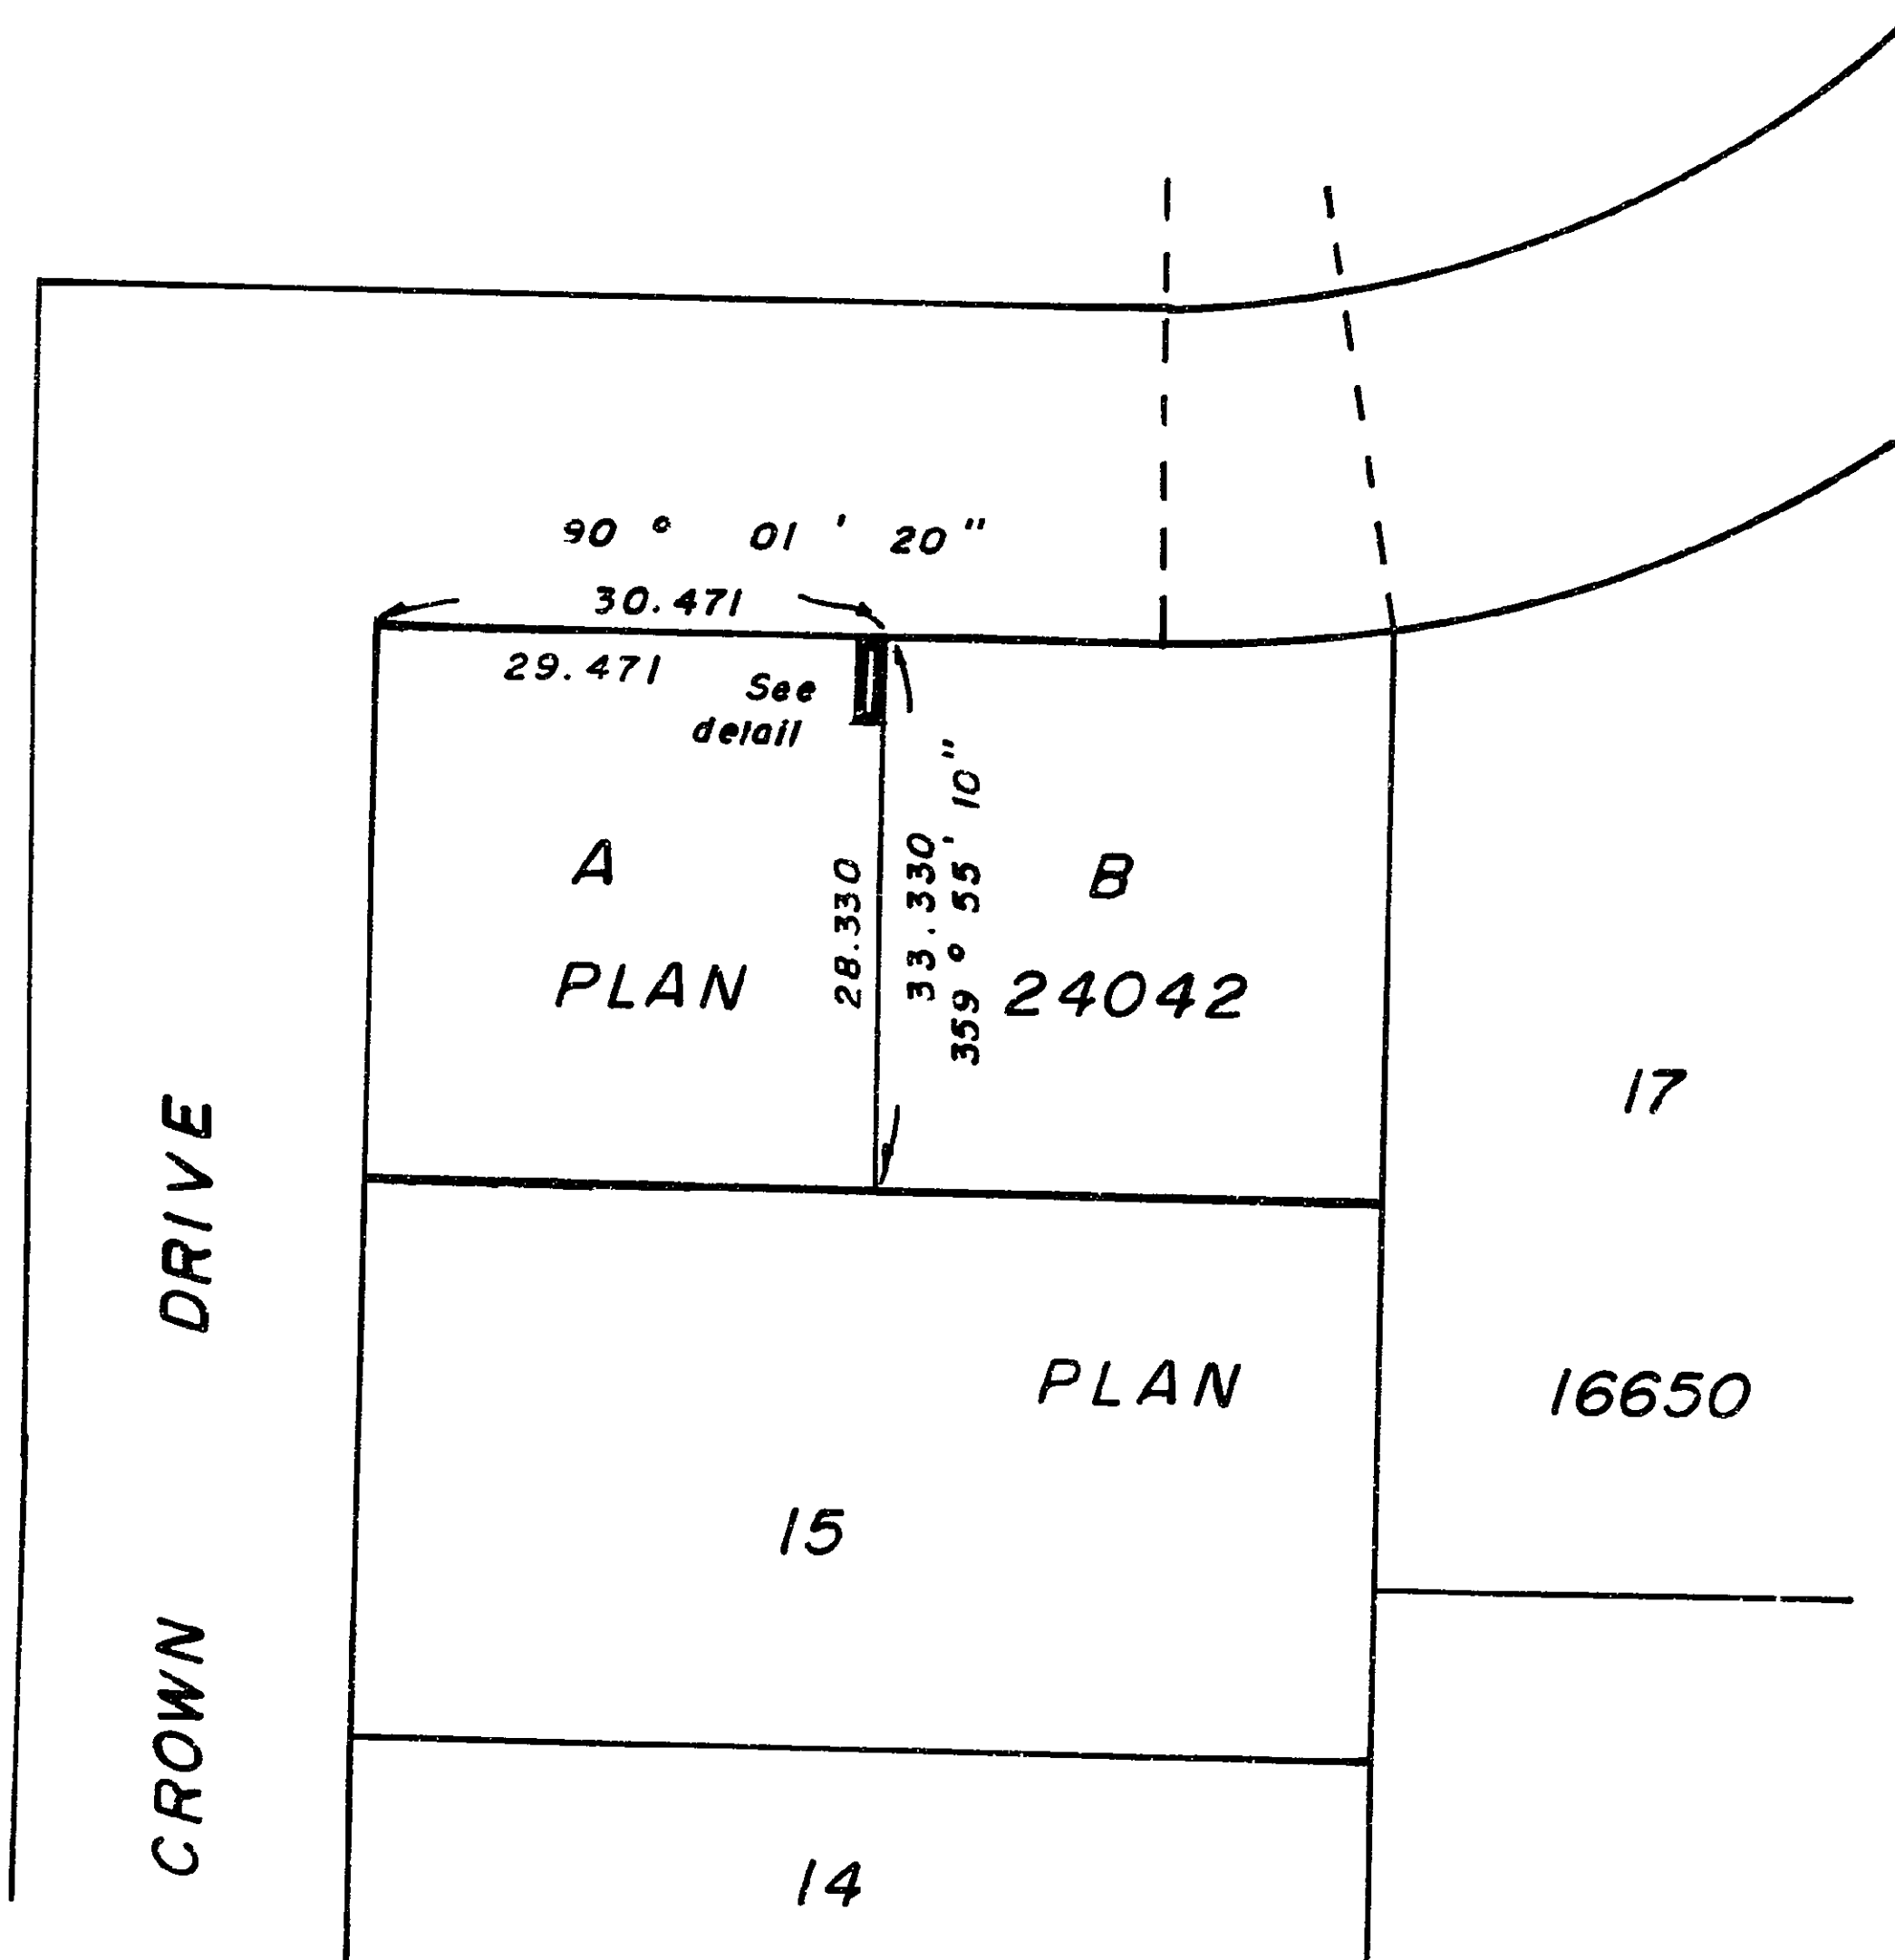 90° 01' 20"
30.471
29.471
See
detail
A
B
28.330
33.330
359° 55' 10"
PLAN 24042
17
CROWN DRIVE
PLAN 16650
15
14